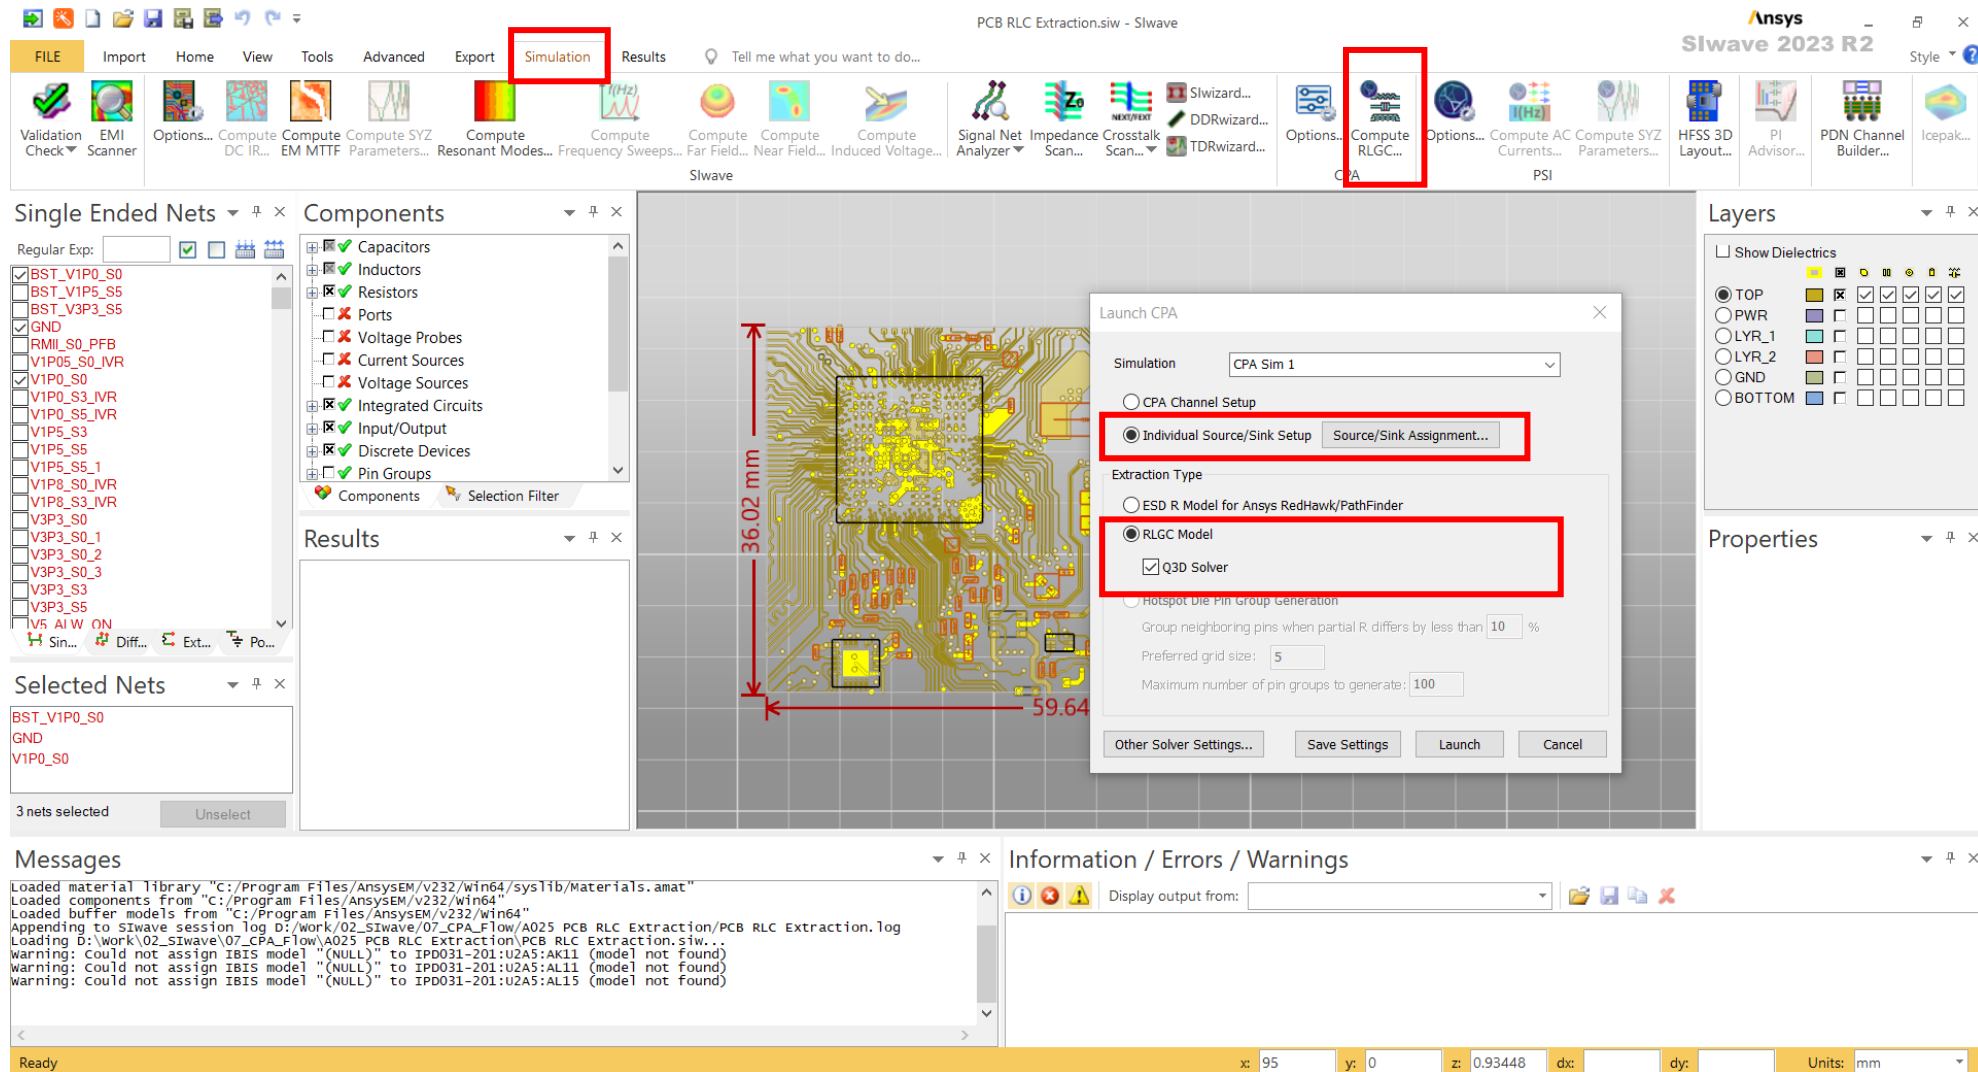 PCB RLC Extraction.siw - SIwave
Ansys
SIwave 2023 R2
FILE Import Home View Tools Advanced Export Simulation Results Tell me what you want to do... Style
Validation Check EMI Scanner
Options... Compute DC IR... Compute EM MTTF Compute SYZ Parameters... Compute Resonant Modes... Compute Frequency Sweeps... Compute Far Field... Compute Near Field... Compute Induced Voltage...
Signal Net Analyzer Impedance Scan... Crosstalk Scan...
SIwizard...
DDRwizard...
TDRwizard...
Options... Compute RLGC...
Options... Compute AC Currents... Compute SYZ Parameters...
HFSS 3D Layout... PI Advisor... PDN Channel Builder... Icepak...
SIwave CPA PSI
Single Ended Nets
Regular Exp:
BST_V1P0_S0
BST_V1P5_S5
BST_V3P3_S5
GND
RMII_S0_PFB
V1P05_S0_IVR
V1P0_S0
V1P0_S3_IVR
V1P0_S5_IVR
V1P5_S3
V1P5_S5
V1P5_S5_1
V1P8_S0_IVR
V1P8_S3_IVR
V3P3_S0
V3P3_S0_1
V3P3_S0_2
V3P3_S0_3
V3P3_S3
V3P3_S5
V5_ALW_ON
Sin... Diff... Ext... Po...
Selected Nets
BST_V1P0_S0
GND
V1P0_S0
3 nets selected Unselect
Components
Capacitors
Inductors
Resistors
Ports
Voltage Probes
Current Sources
Voltage Sources
Integrated Circuits
Input/Output
Discrete Devices
Pin Groups
Components Selection Filter
Results
36.02 mm
59.64
Launch CPA
Simulation CPA Sim 1
CPA Channel Setup
Individual Source/Sink Setup Source/Sink Assignment...
Extraction Type
ESD R Model for Ansys RedHawk/PathFinder
RLGC Model
Q3D Solver
Hotspot Die Pin Group Generation
Group neighboring pins when partial R differs by less than 10 %
Preferred grid size: 5
Maximum number of pin groups to generate: 100
Other Solver Settings... Save Settings Launch Cancel
Layers
Show Dielectrics
TOP
PWR
LYR_1
LYR_2
GND
BOTTOM
Properties
Messages
Loaded material library "C:/Program Files/AnsysEM/v232/Win64/syslib/Materials.amat"
Loaded components from "C:/Program Files/AnsysEM/v232/Win64"
Loaded buffer models from "C:/Program Files/AnsysEM/v232/Win64"
Appending to SIwave session log D:/Work/02_SIwave/07_CPA_Flow/A025 PCB RLC Extraction/PCB RLC Extraction.log
Loading D:\Work\02_SIwave\07_CPA_Flow\A025 PCB RLC Extraction\PCB RLC Extraction.siw...
Warning: Could not assign IBIS model "(NULL)" to IPD031-201:U2A5:AK11 (model not found)
Warning: Could not assign IBIS model "(NULL)" to IPD031-201:U2A5:AL11 (model not found)
Warning: Could not assign IBIS model "(NULL)" to IPD031-201:U2A5:AL15 (model not found)
Information / Errors / Warnings
Display output from:
Ready x: 95 y: 0 z: 0.93448 dx: dy: Units: mm